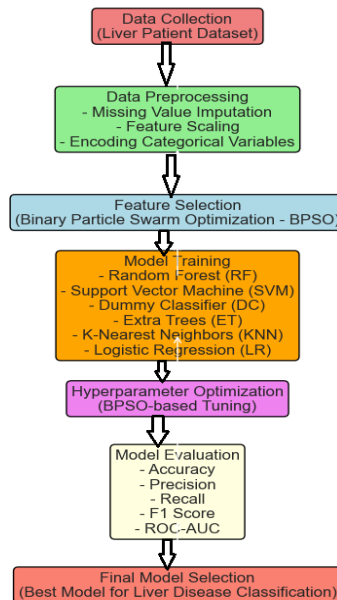 Data Collection
(Liver Patient Dataset)
Data Preprocessing
- Missing Value Imputation
- Feature Scaling
- Encoding Categorical Variables
Feature Selection
(Binary Particle Swarm Optimization - BPSO)
Model Training
- Random Forest (RF)
- Support Vector Machine (SVM)
- Dummy Classifier (DC)
- Extra Trees (ET)
- K-Nearest Neighbors (KNN)
- Logistic Regression (LR)
Hyperparameter Optimization
(BPSO-based Tuning)
Model Evaluation
- Accuracy
- Precision
- Recall
- F1 Score
- ROC-AUC
Final Model Selection
(Best Model for Liver Disease Classification)